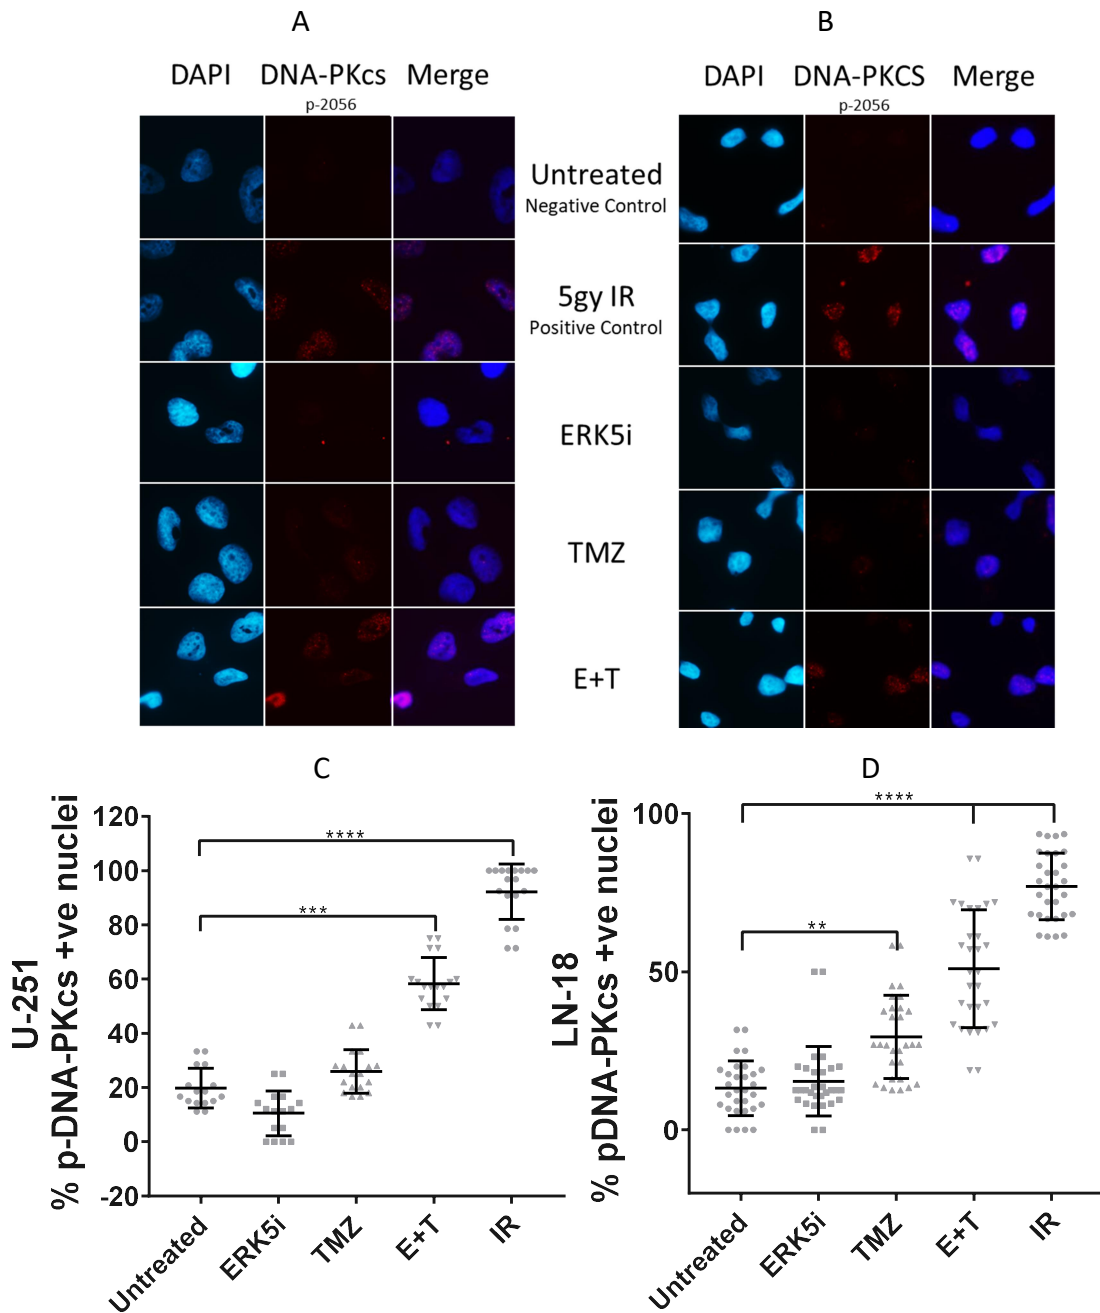 A
B
DAPI DNA-PKcs Merge
p-2056
DAPI DNA-PKCS Merge
p-2056
Untreated
Negative Control
5gy IR
Positive Control
ERK5i
TMZ
E+T
C
D
U-251
% p-DNA-PKcs +ve nuclei
120
100
80
60
40
20
0
-20
****
***
Untreated
ERK5i
TMZ
E+T
IR
LN-18
% pDNA-PKcs +ve nuclei
100
50
0
****
**
Untreated
ERK5i
TMZ
E+T
IR